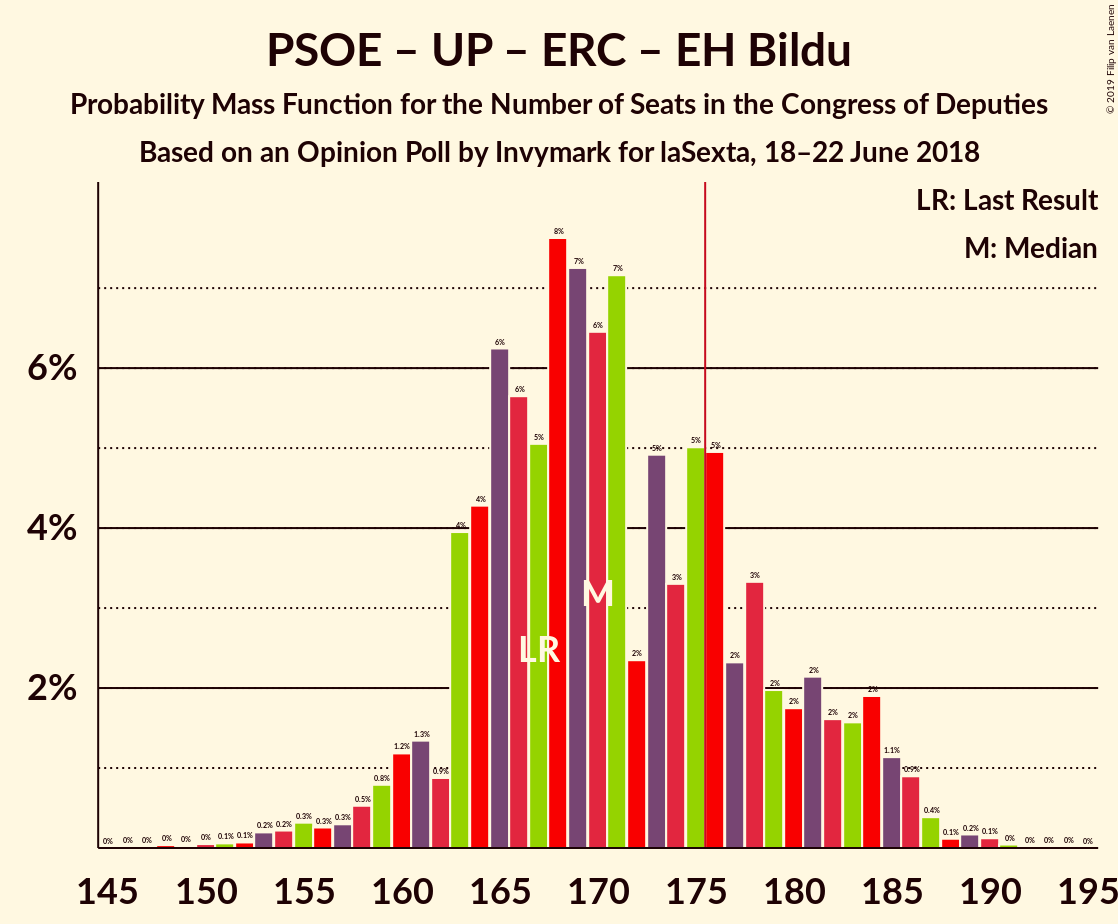 PSOE – UP – ERC – EH Bildu
Probability Mass Function for the Number of Seats in the Congress of Deputies
Based on an Opinion Poll by Invymark for laSexta, 18–22 June 2018
© 2019 Filip van Laenen
LR: Last Result
M: Median
6%
4%
2%
0% 0% 0% 0% 0% 0% 0.1% 0.1% 0.2% 0.2% 0.3% 0.3% 0.3% 0.5% 0.8% 1.2% 1.3% 0.9% 4% 4% 6% 6% 5% 8% 7% 6% 7% 2% 5% 3% 5% 5% 2% 3% 2% 2% 2% 2% 2% 2% 1.1% 0.9% 0.4% 0.1% 0.2% 0.1% 0% 0% 0% 0% 0%
M
LR
145 150 155 160 165 170 175 180 185 190 195